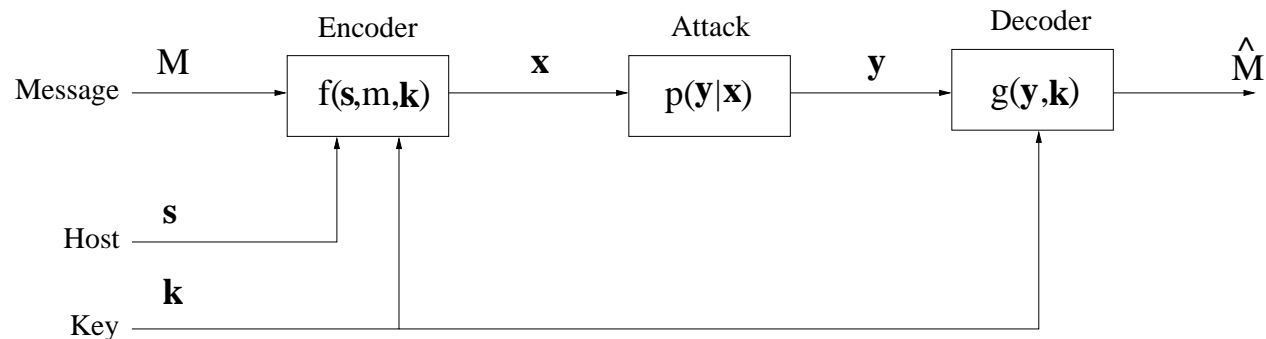 Encoder
Attack
Decoder
Message
M
f(s,m,k)
x
p(y|x)
y
g(y,k)
M̂
Host
s
Key
k